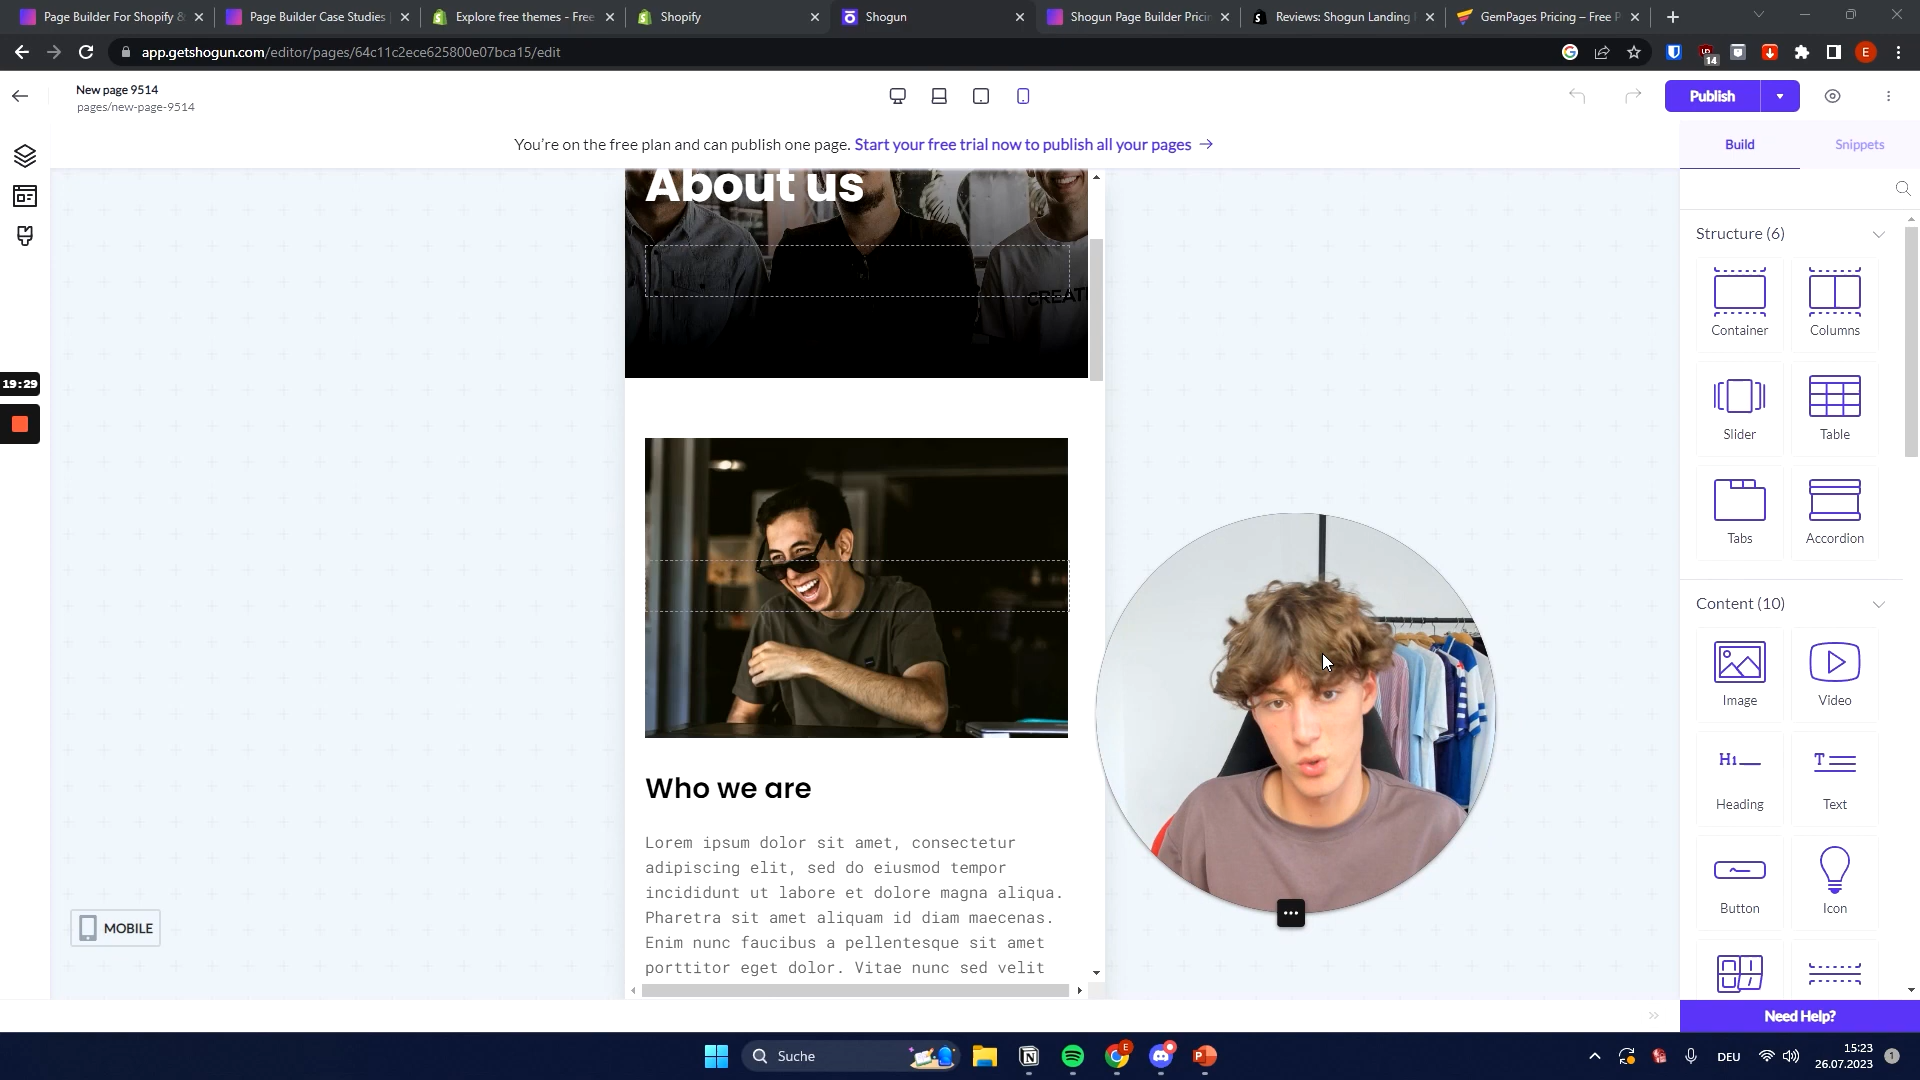 Page Builder For Shopify &
Page Builder Case Studies
Explore free themes - Free
Shopify
Shogun
Shogun Page Builder Pricin
Reviews: Shogun Landing
GemPages Pricing – Free P
app.getshogun.com/editor/pages/64c11c2ece625800e07bca15/edit
14
E
New page 9514
pages/new-page-9514
Publish
You're on the free plan and can publish one page. Start your free trial now to publish all your pages →
Build
Snippets
About us
CREAT
Structure (6)
Container
Columns
19:29
Slider
Table
Tabs
Accordion
Content (10)
Image
Video
Who we are
H1
T
Heading
Text
Lorem ipsum dolor sit amet, consectetur
adipiscing elit, sed do eiusmod tempor
incididunt ut labore et dolore magna aliqua.
Pharetra sit amet aliquam id diam maecenas.
Enim nunc faucibus a pellentesque sit amet
porttitor eget dolor. Vitae nunc sed velit
Button
Icon
MOBILE
Need Help?
Suche
E
DEU
15:23
26.07.2023
1